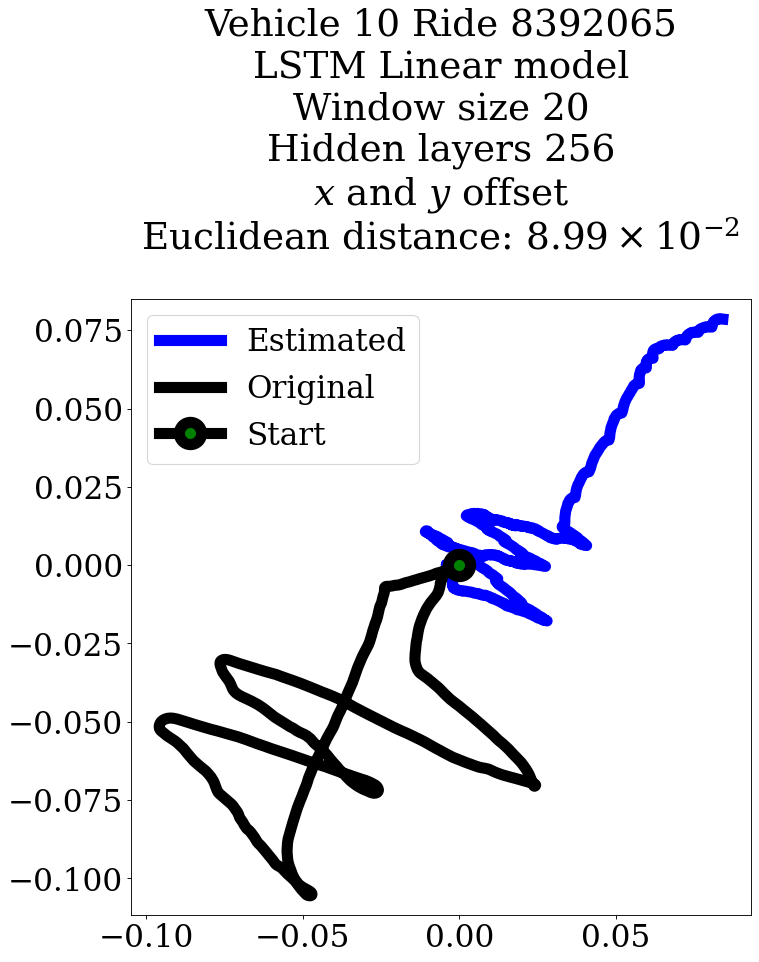 Vehicle 10 Ride 8392065
LSTM Linear model
Window size 20
Hidden layers 256
x and y offset
Euclidean distance: 8.99 × 10⁻²
Estimated
Original
Start
0.075
0.050
0.025
0.000
−0.025
−0.050
−0.075
−0.100
−0.10 −0.05 0.00 0.05